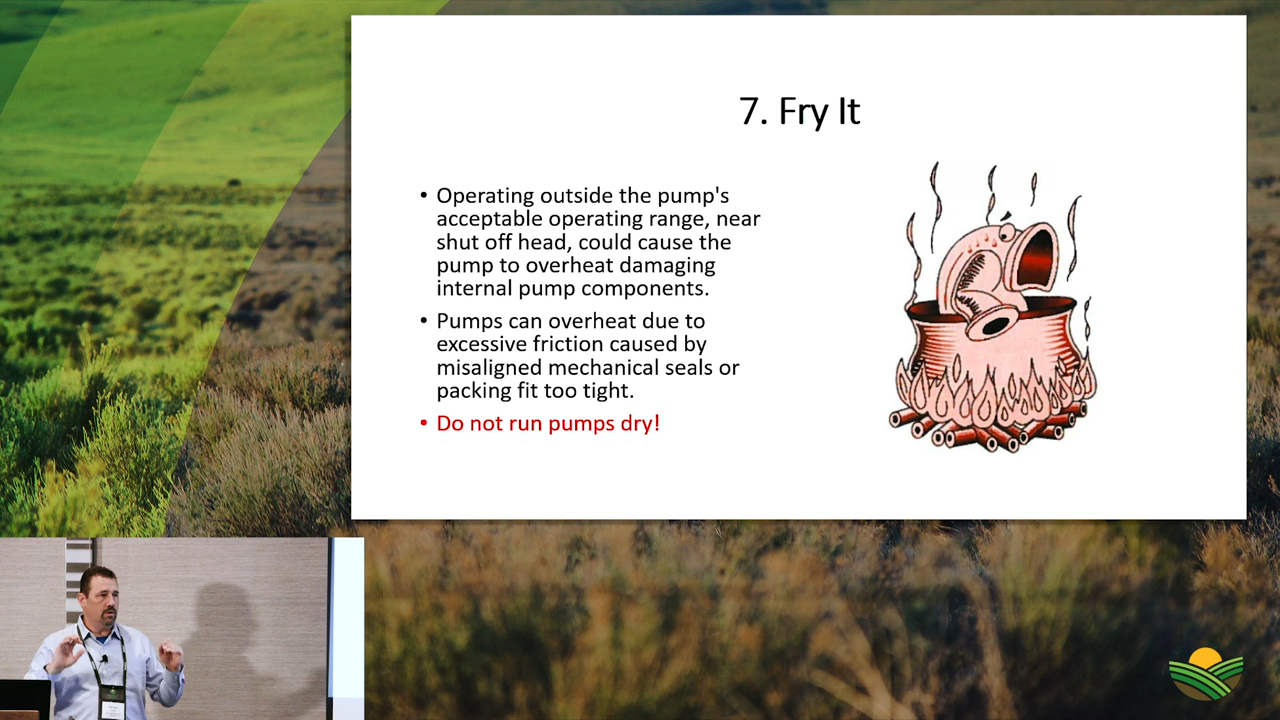 7. Fry It
• Operating outside the pump's
acceptable operating range, near
shut off head, could cause the
pump to overheat damaging
internal pump components.
• Pumps can overheat due to
excessive friction caused by
misaligned mechanical seals or
packing fit too tight.
• Do not run pumps dry!